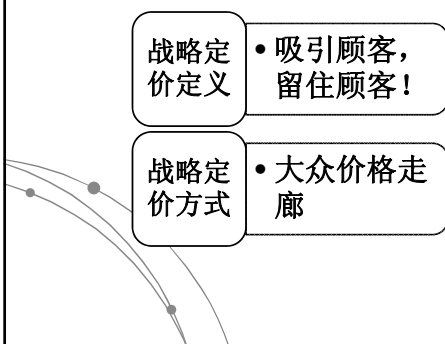 战略定
价定义
• 吸引顾客，
留住顾客！
战略定
价方式
• 大众价格走
廊